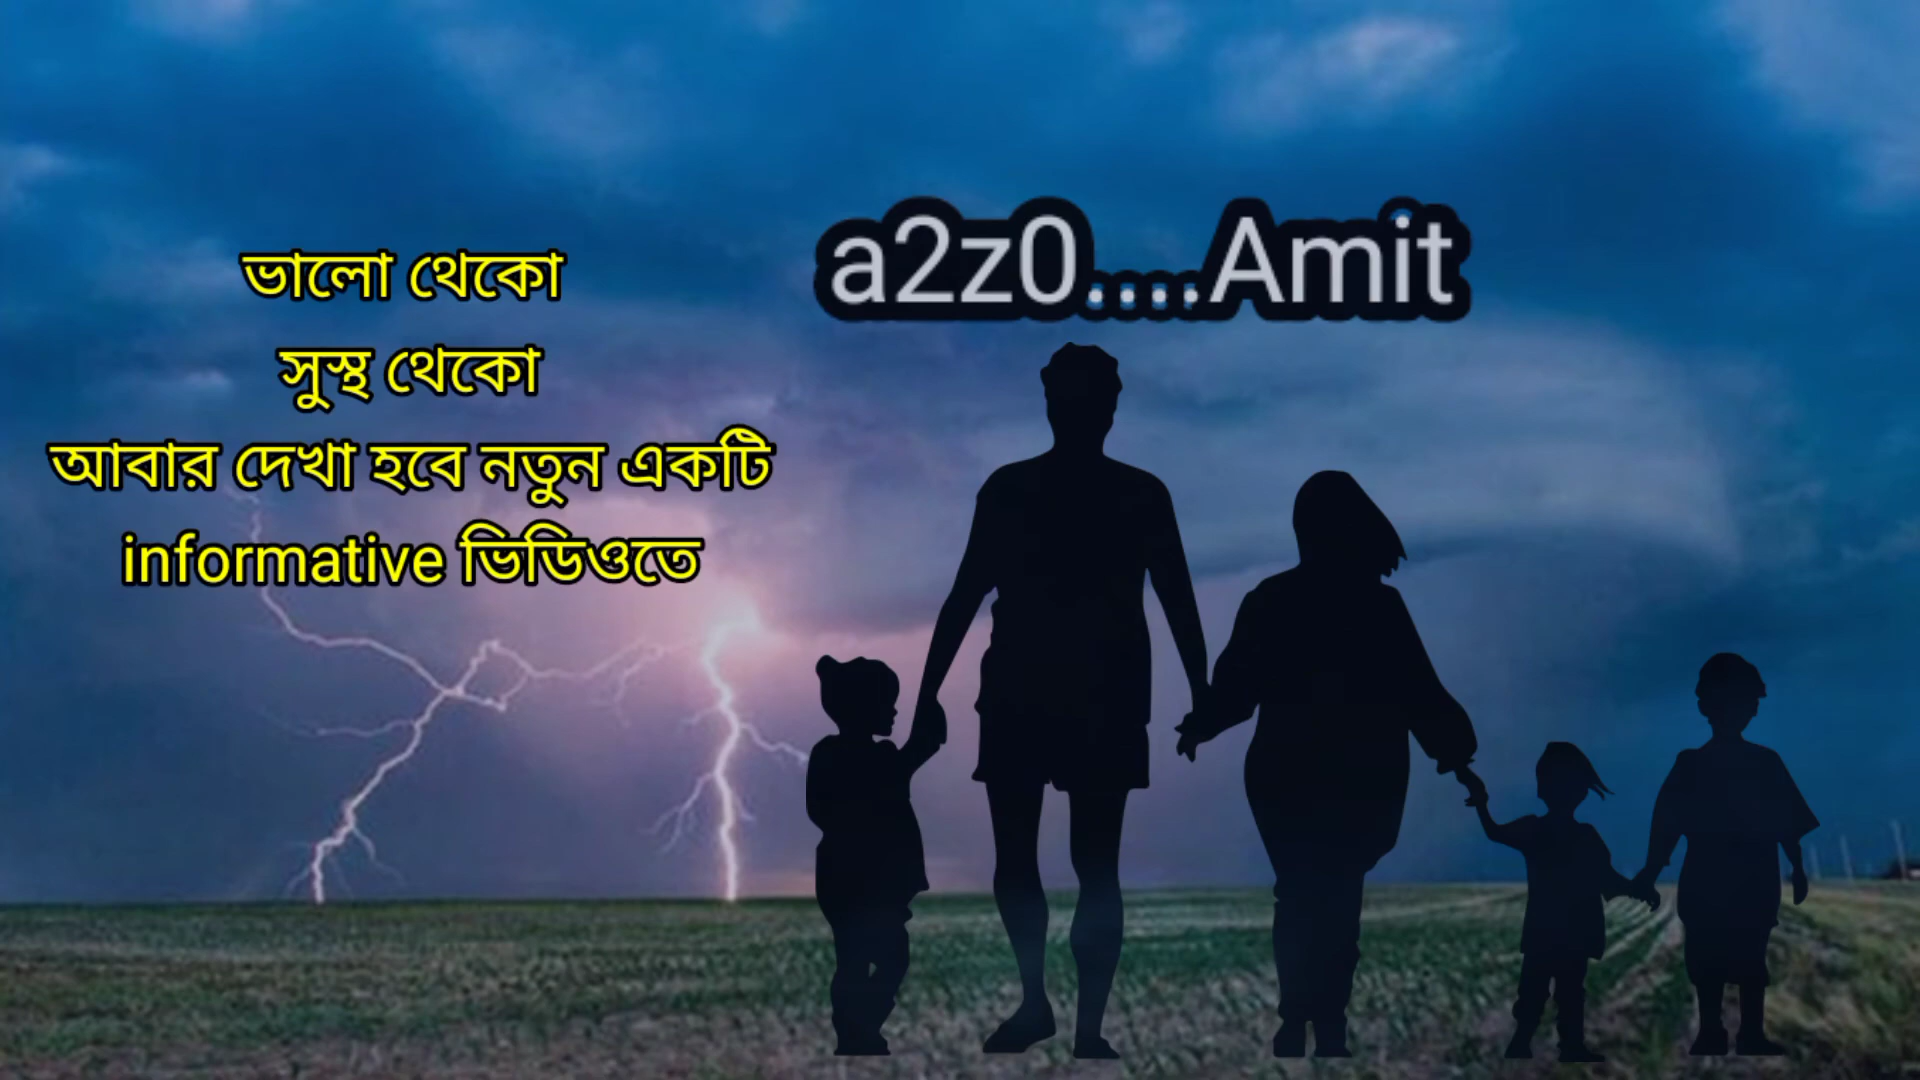 a2z0....Amit
ভালো থেকো
সুস্থ থেকো
আবার দেখা হবে নতুন একটি
informative ভিডিওতে